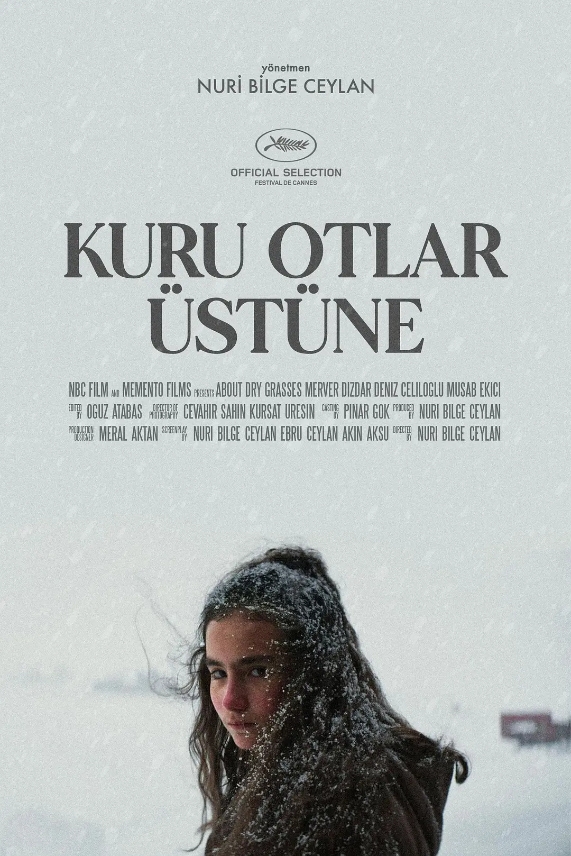 yönetmen
NURİ BİLGE CEYLAN
OFFICIAL SELECTION
FESTIVAL DE CANNES
KURU OTLAR
ÜSTÜNE
NBC FILM AND MEMENTO FILMS PRESENTS ABOUT DRY GRASSES MERVER DIZDAR DENIZ CELILOGLU MUSAB EKICI
EDITED BY OGUZ ATABAS DIRECTOR OF PHOTOGRAPHY CEVAHIR SAHIN KURSAT URESIN CASTING BY PINAR GOK PRODUCED BY NURI BILGE CEYLAN
PRODUCTION DESIGNER MERAL AKTAN SCREENPLAY BY NURI BILGE CEYLAN EBRU CEYLAN AKIN AKSU DIRECTED BY NURI BILGE CEYLAN